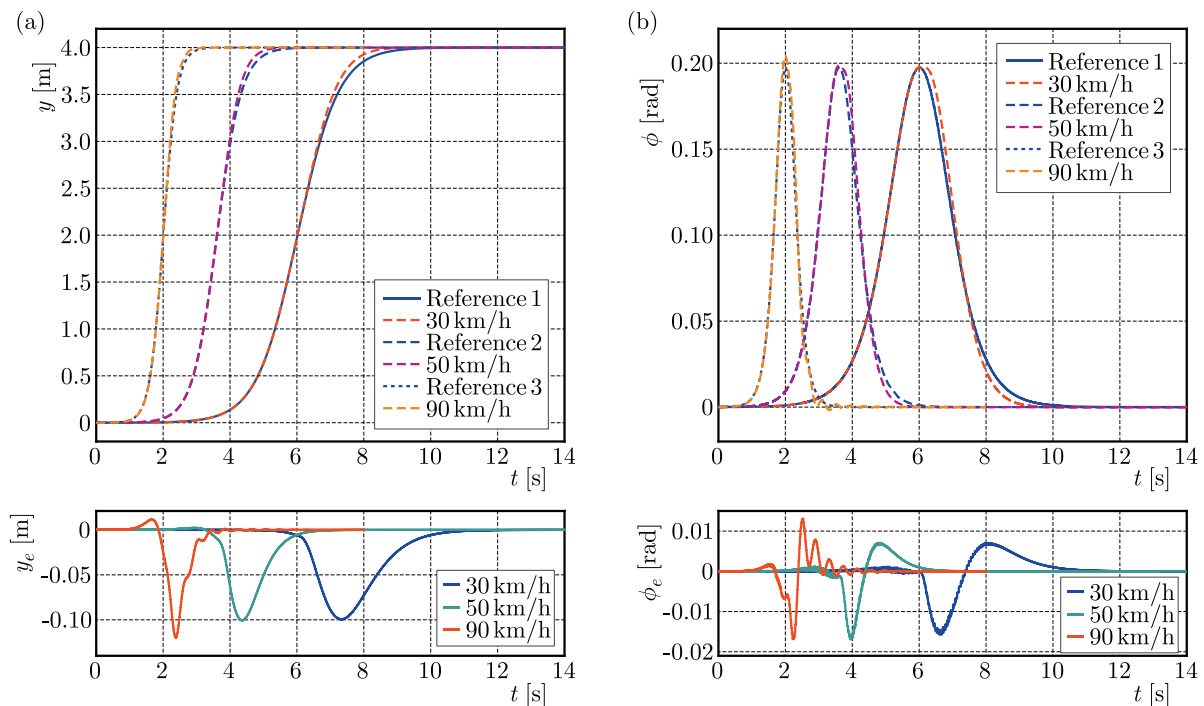 (a)
y [m]
4.0
3.5
3.0
2.5
2.0
1.5
1.0
0.5
0
Reference 1
30 km/h
Reference 2
50 km/h
Reference 3
90 km/h
0 2 4 6 8 10 12 14
t [s]
y_e [m]
0
-0.05
-0.10
30 km/h
50 km/h
90 km/h
0 2 4 6 8 10 12 14
t [s]
(b)
ϕ [rad]
0.20
0.15
0.10
0.05
0
Reference 1
30 km/h
Reference 2
50 km/h
Reference 3
90 km/h
0 2 4 6 8 10 12 14
t [s]
ϕ_e [rad]
0.01
0
-0.01
-0.02
30 km/h
50 km/h
90 km/h
0 2 4 6 8 10 12 14
t [s]